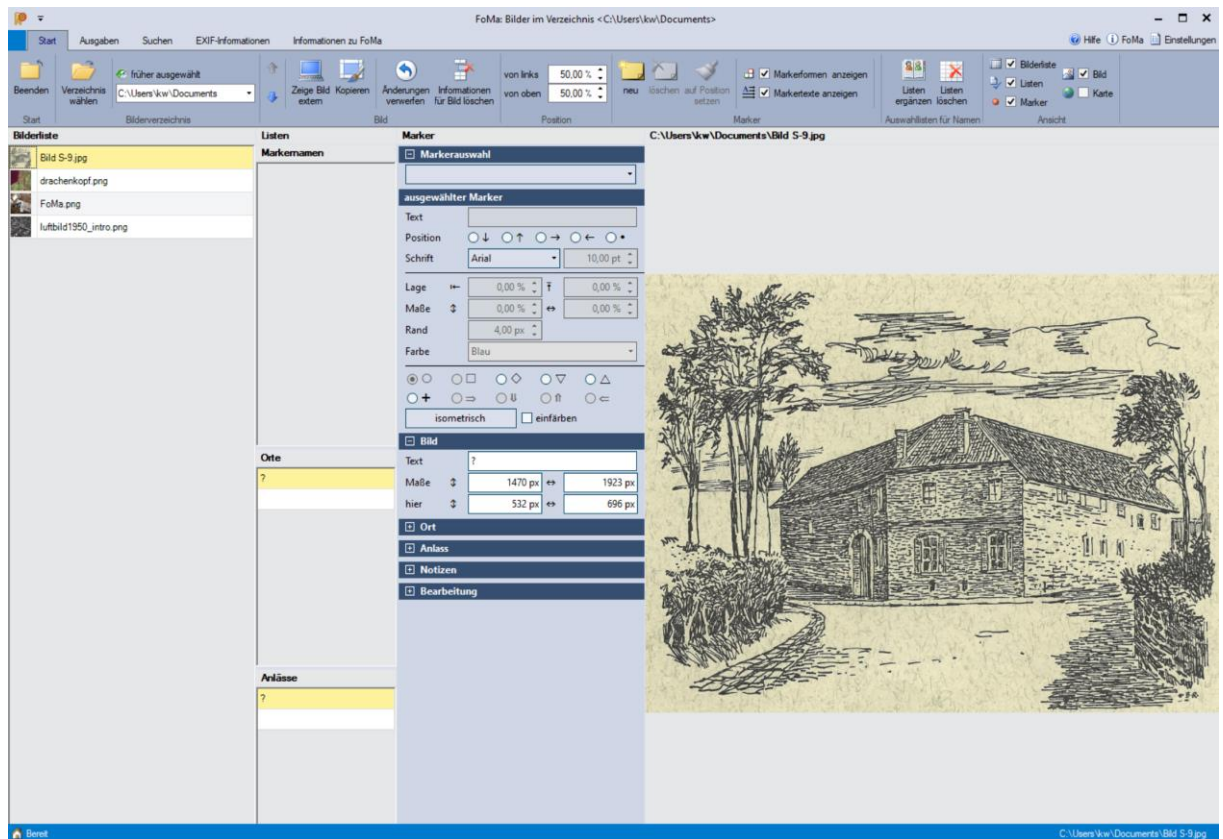 FoMa: Bilder im Verzeichnis <C:\Users\kw\Documents>
Start Ausgaben Suchen EXIF-Informationen Informationen zu FoMa Hilfe FoMa Einstellungen
Beenden
Verzeichnis wählen
früher ausgewählt
C:\Users\kw\Documents
Zeige Bild extern
Kopieren
Änderungen verwerfen
Informationen für Bild löschen
von links 50,00 %
von oben 50,00 %
neu
löschen
auf Position setzen
Markerformen anzeigen
Markertexte anzeigen
Listen ergänzen
Listen löschen
Bilderliste
Listen
Marker
Bild
Karte
Start Bilderverzeichnis Bild Position Marker Auswahllisten für Namen Ansicht
Bilderliste
Bild S-9.jpg
drachenkopf.png
FoMa.png
luftbild1950_intro.png
Listen
Markernamen
Orte
?
Anlässe
?
Marker
Markerauswahl
ausgewählter Marker
Text
Position
Schrift Arial 10,00 pt
Lage 0,00 % 0,00 %
Maße 0,00 % 0,00 %
Rand 4,00 px
Farbe Blau
isometrisch einfärben
Bild
Text ?
Maße 1470 px 1923 px
hier 532 px 696 px
Ort
Anlass
Notizen
Bearbeitung
C:\Users\kw\Documents\Bild S-9.jpg
Bereit C:\Users\kw\Documents\Bild S-9.jpg